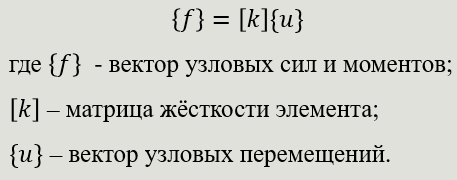 {f} = [k]{u}
где {f} - вектор узловых сил и моментов;
[k] – матрица жёсткости элемента;
{u} – вектор узловых перемещений.